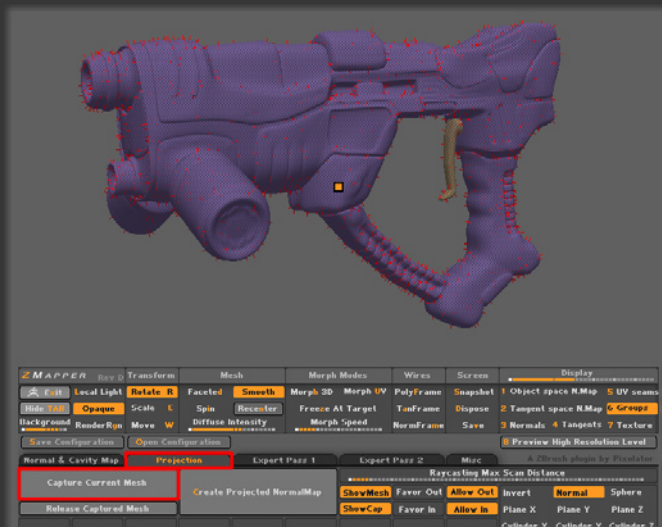 ZMAPPER Rev D Transform Mesh Morph Modes Wires Screen Display
Exit Local Light Rotate R Faceted Smooth Morph 3D Morph UV PolyFrame Snapshot 1 Object space N.Map 5 UV seams
Hide TAB Opaque Scale E Spin Recenter Freeze At Target TanFrame Dispose 2 Tangent space N.Map 6 Groups
Background RenderRgn Move W Diffuse Intensity Morph Speed NormFrame Save 3 Normals 4 Tangents 7 Texture
Save Configuration Open Configuration 8 Preview High Resolution Level
Normal & Cavity Map Projection Expert Pass 1 Expert Pass 2 Misc A ZBrush plugin by Pixolator
Capture Current Mesh Create Projected NormalMap Raycasting Max Scan Distance
ShowMesh Favor Out Allow Out Invert Normal Sphere
Release Captured Mesh ShowCap Favor In Allow In Plane X Plane Y Plane Z
Cylinder X Cylinder Y Cylinder Z